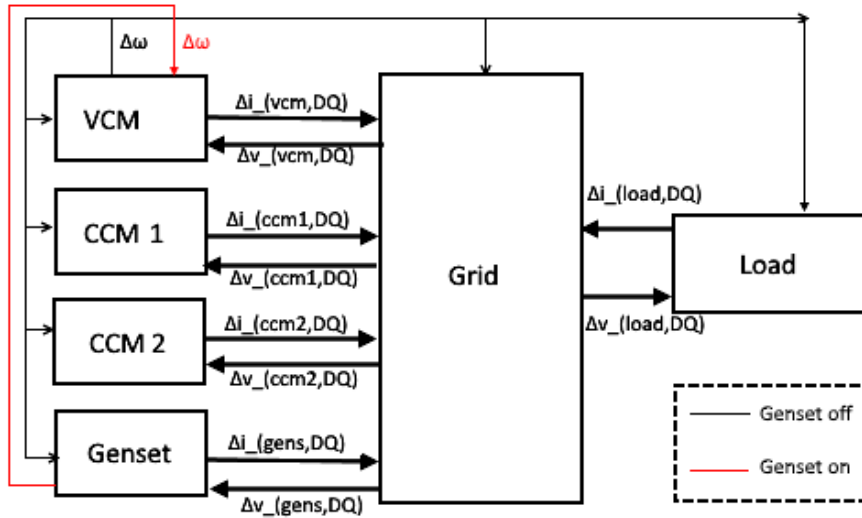 Δω
Δω
VCM
Δi_(vcm,DQ)
Δv_(vcm,DQ)
CCM 1
Δi_(ccm1,DQ)
Δv_(ccm1,DQ)
CCM 2
Δi_(ccm2,DQ)
Δv_(ccm2,DQ)
Genset
Δi_(gens,DQ)
Δv_(gens,DQ)
Grid
Δi_(load,DQ)
Load
Δv_(load,DQ)
Genset off
Genset on